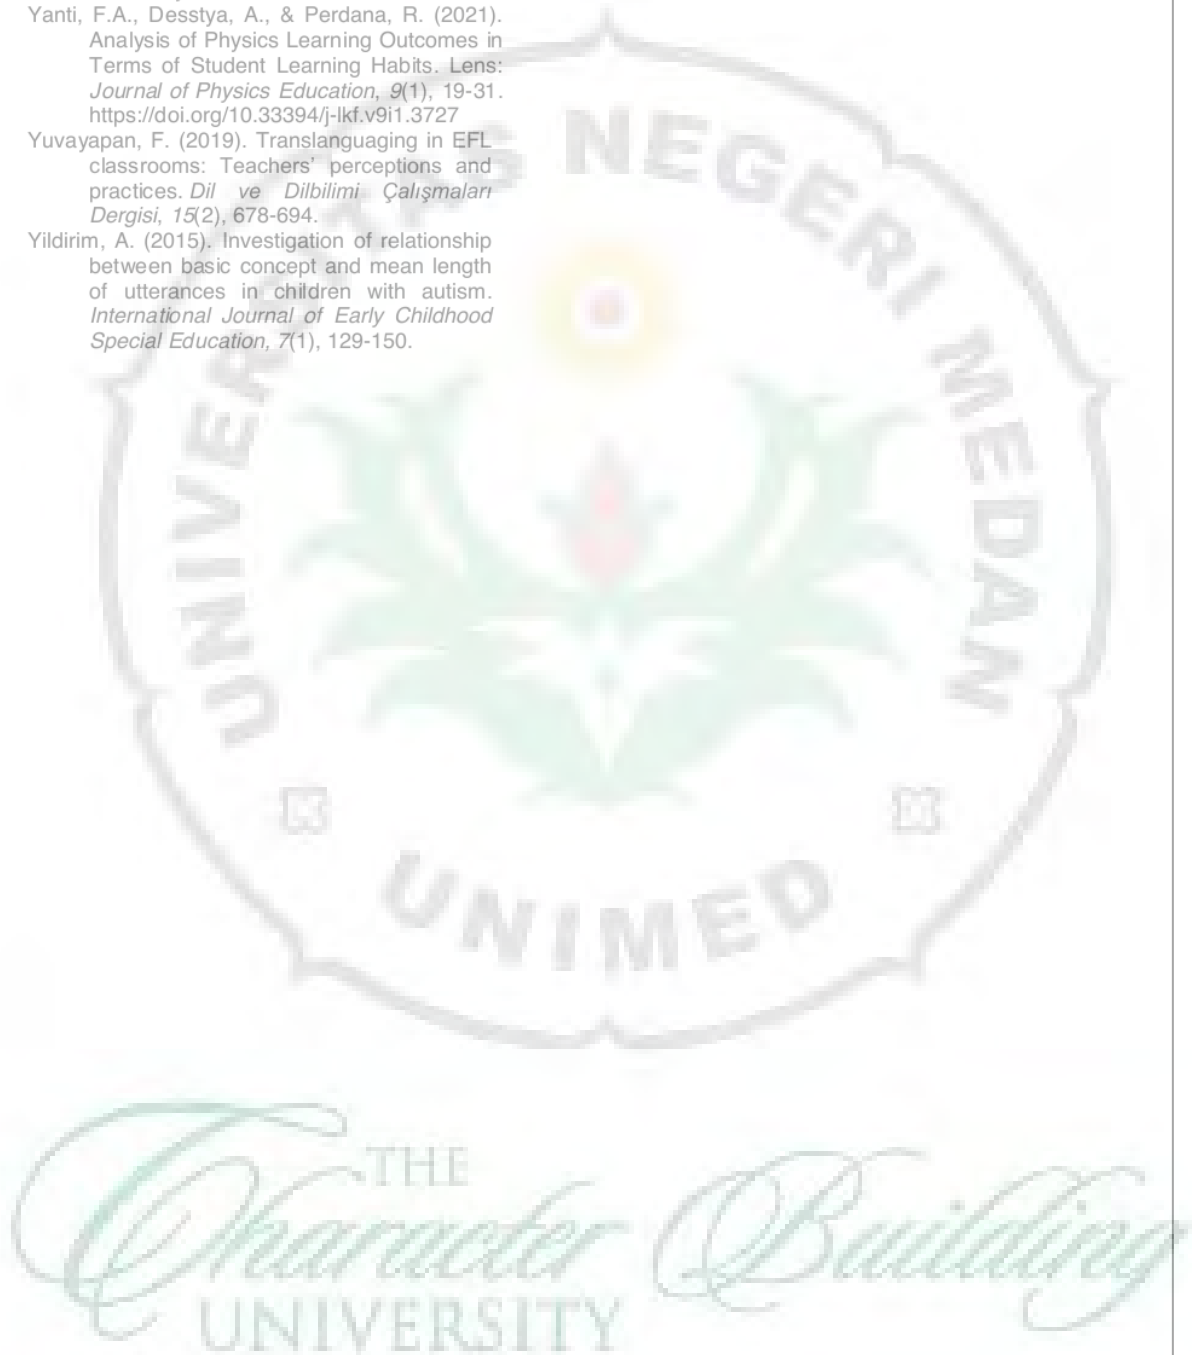 Yanti, F.A., Desstya, A., & Perdana, R. (2021).
Analysis of Physics Learning Outcomes in
Terms of Student Learning Habits. Lens:
Journal of Physics Education, 9(1), 19-31.
https://doi.org/10.33394/j-lkf.v9i1.3727
Yuvayapan, F. (2019). Translanguaging in EFL
classrooms: Teachers’ perceptions and
practices. Dil ve Dilbilimi Çalışmaları
Dergisi, 15(2), 678-694.
Yildirim, A. (2015). Investigation of relationship
between basic concept and mean length
of utterances in children with autism.
International Journal of Early Childhood
Special Education, 7(1), 129-150.
UNIVERSITAS NEGERI MEDAN
UNIMED
THE
Character Building
UNIVERSITY